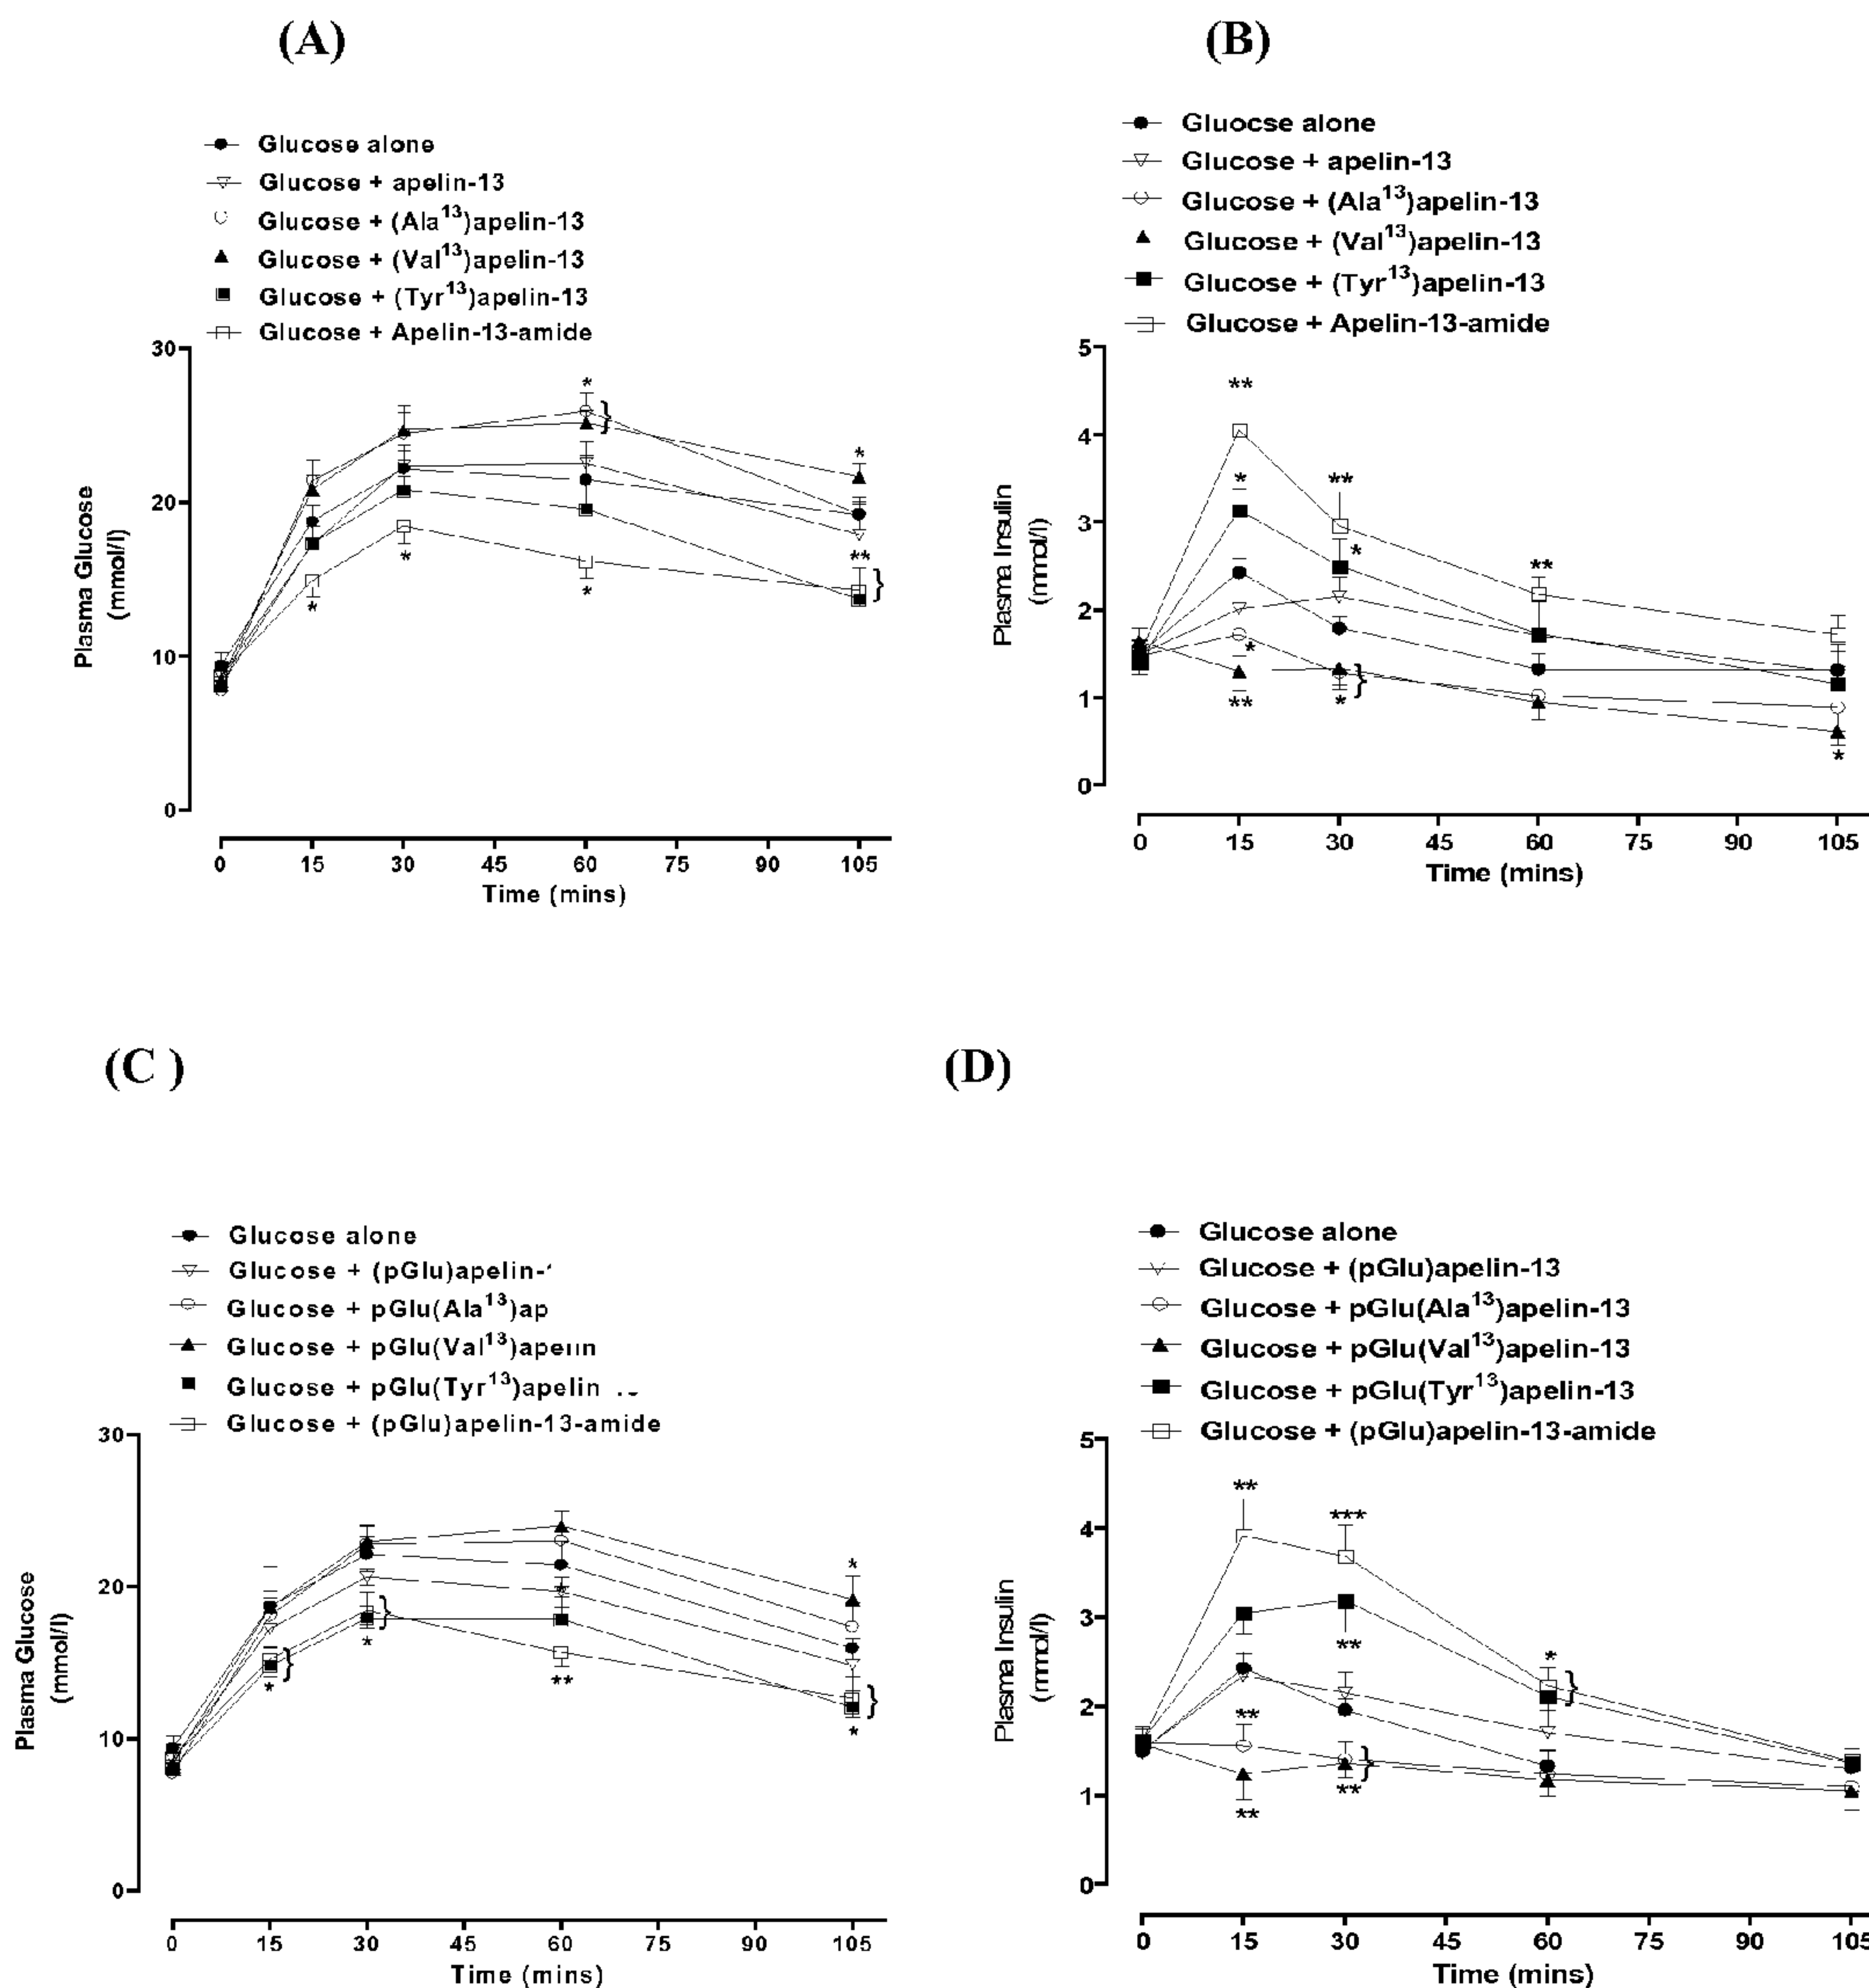 (A)
Glucose alone
Glucose + apelin-13
Glucose + (Ala¹³)apelin-13
Glucose + (Val¹³)apelin-13
Glucose + (Tyr¹³)apelin-13
Glucose + Apelin-13-amide
Plasma Glucose
(mmol/l)
30
20
10
0
*
*
*
*
*
**
}
}
0 15 30 45 60 75 90 105
Time (mins)
(B)
Gluocse alone
Glucose + apelin-13
Glucose + (Ala¹³)apelin-13
Glucose + (Val¹³)apelin-13
Glucose + (Tyr¹³)apelin-13
Glucose + Apelin-13-amide
Plasma Insulin
(mmol/l)
5
4
3
2
1
0
**
*
**
*
**
*
**
*
*
}
0 15 30 45 60 75 90 105
Time (mins)
(C )
Glucose alone
Glucose + (pGlu)apelin-
Glucose + pGlu(Ala¹³)ap
Glucose + pGlu(Val¹³)apelin
Glucose + pGlu(Tyr¹³)apelin
Glucose + (pGlu)apelin-13-amide
Plasma Glucose
(mmol/l)
30
20
10
0
*
*
*
*
**
*
}
}
}
0 15 30 45 60 75 90 105
Time (mins)
(D)
Glucose alone
Glucose + (pGlu)apelin-13
Glucose + pGlu(Ala¹³)apelin-13
Glucose + pGlu(Val¹³)apelin-13
Glucose + pGlu(Tyr¹³)apelin-13
Glucose + (pGlu)apelin-13-amide
Plasma Insulin
(mmol/l)
5
4
3
2
1
0
**
***
**
*
**
**
**
}
}
0 15 30 45 60 75 90 105
Time (mins)